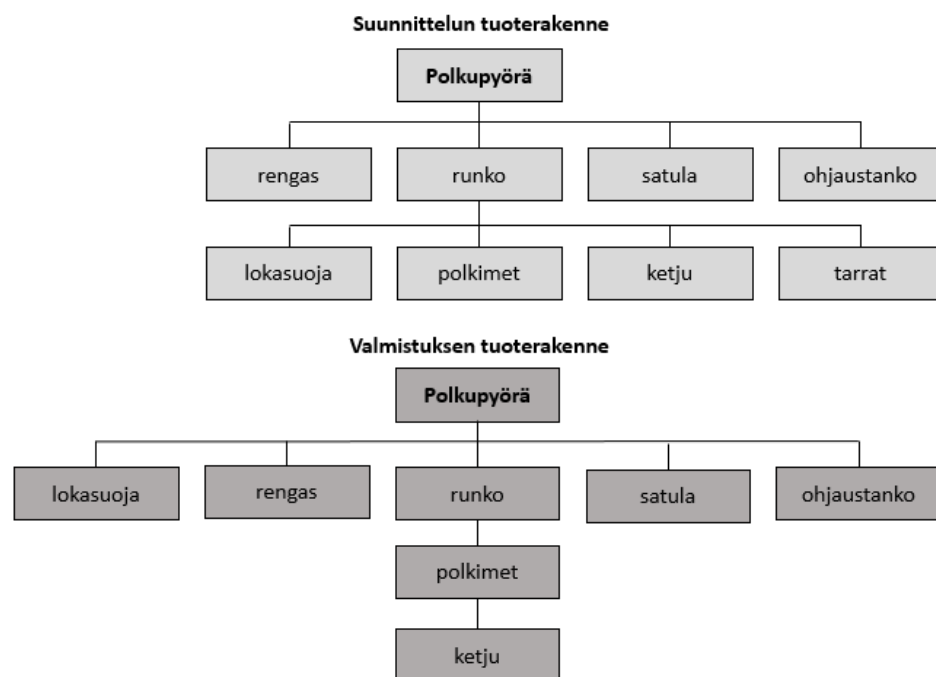 Suunnittelun tuoterakenne
Polkupyörä
rengas
runko
satula
ohjaustanko
lokasuoja
polkimet
ketju
tarrat
Valmistuksen tuoterakenne
Polkupyörä
lokasuoja
rengas
runko
satula
ohjaustanko
polkimet
ketju